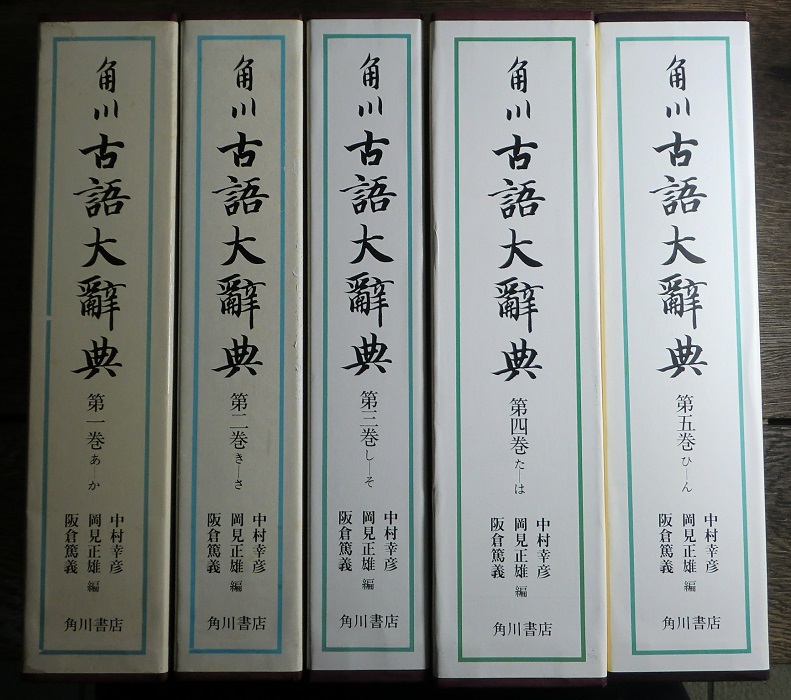 角川古語大辭典
第一巻 あ—か
中村幸彦
岡見正雄
阪倉篤義
編
角川書店
角川古語大辭典
第二巻 き—さ
中村幸彦
岡見正雄
阪倉篤義
編
角川書店
角川古語大辭典
第三巻 し—そ
中村幸彦
岡見正雄
阪倉篤義
編
角川書店
角川古語大辭典
第四巻 た—は
中村幸彦
岡見正雄
阪倉篤義
編
角川書店
角川古語大辭典
第五巻 ひ—ん
中村幸彦
岡見正雄
阪倉篤義
編
角川書店